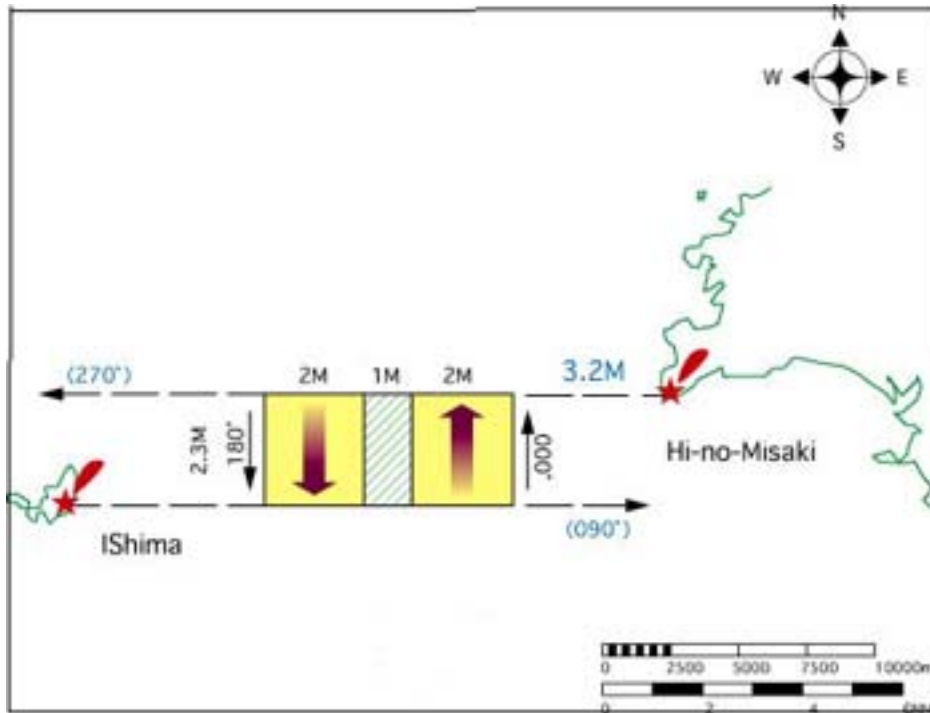 N
W E
S
(270°) 2M 1M 2M 3.2M
2.3M
180°
000°
Hi-no-Misaki
(090°)
IShima
0 2500 5000 7500 10000m
0 2 4